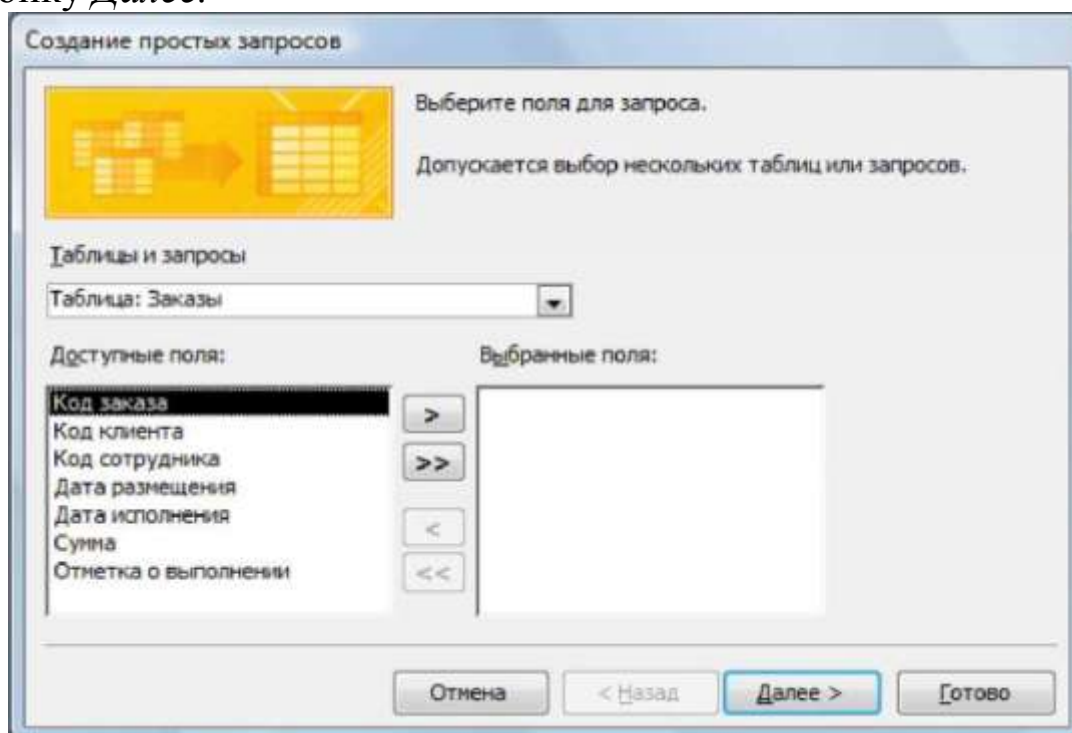 Далее.
Создание простых запросов
Выберите поля для запроса.
Допускается выбор нескольких таблиц или запросов.
Таблицы и запросы
Таблица: Заказы
Доступные поля:
Выбранные поля:
Код заказа
Код клиента
Код сотрудника
Дата размещения
Дата исполнения
Сумма
Отметка о выполнении
>
>>
<
<<
Отмена
< Назад
Далее >
Готово